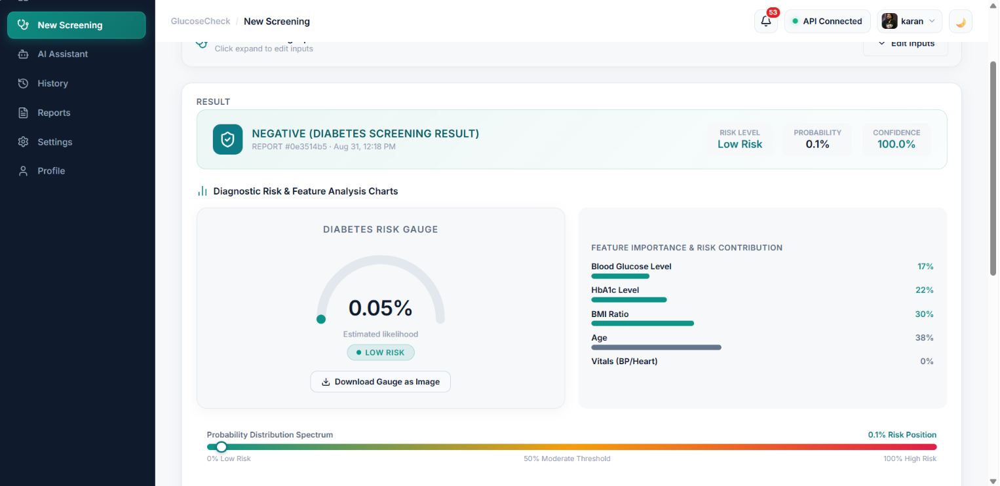 New Screening
AI Assistant
History
Reports
Settings
Profile
GlucoseCheck / New Screening
53
API Connected
karan
Click expand to edit inputs
Edit Inputs
RESULT
NEGATIVE (DIABETES SCREENING RESULT)
REPORT #0e3514b5 · Aug 31, 12:18 PM
RISK LEVEL
Low Risk
PROBABILITY
0.1%
CONFIDENCE
100.0%
Diagnostic Risk & Feature Analysis Charts
DIABETES RISK GAUGE
0.05%
Estimated likelihood
LOW RISK
Download Gauge as Image
FEATURE IMPORTANCE & RISK CONTRIBUTION
Blood Glucose Level 17%
HbA1c Level 22%
BMI Ratio 30%
Age 38%
Vitals (BP/Heart) 0%
Probability Distribution Spectrum 0.1% Risk Position
0% Low Risk 50% Moderate Threshold 100% High Risk